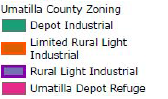 Umatilla County Zoning
Depot Industrial
Limited Rural Light
Industrial
Rural Light Industrial
Umatilla Depot Refuge